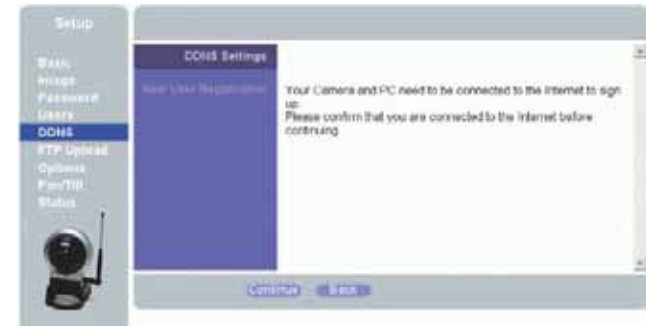 Setup
Basic
Image
Password
Users
DDNS
FTP Upload
Options
Pan/Tilt
Status
DDNS Settings
New User Registration
Your Camera and PC need to be connected to the Internet to sign
up.
Please confirm that you are connected to the Internet before
continuing.
Continue
Back